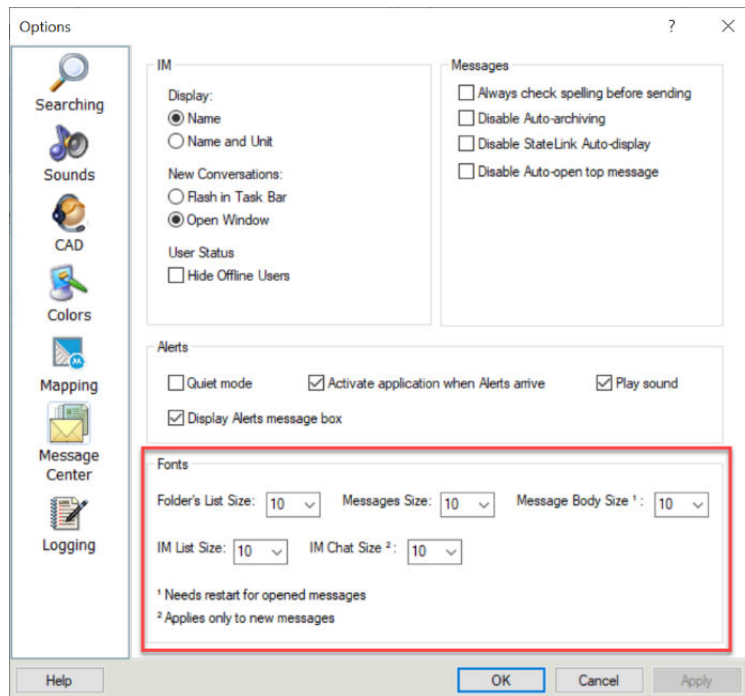 Options
Searching
Sounds
CAD
Colors
Mapping
Message
Center
Logging
IM
Display:
Name
Name and Unit
New Conversations:
Flash in Task Bar
Open Window
User Status
Hide Offline Users
Messages
Always check spelling before sending
Disable Auto-archiving
Disable StateLink Auto-display
Disable Auto-open top message
Alerts
Quiet mode Activate application when Alerts arrive Play sound
Display Alerts message box
Fonts
Folder's List Size: 10 Messages Size: 10 Message Body Size ¹ : 10
IM List Size: 10 IM Chat Size ² : 10
¹ Needs restart for opened messages
² Applies only to new messages
Help OK Cancel Apply